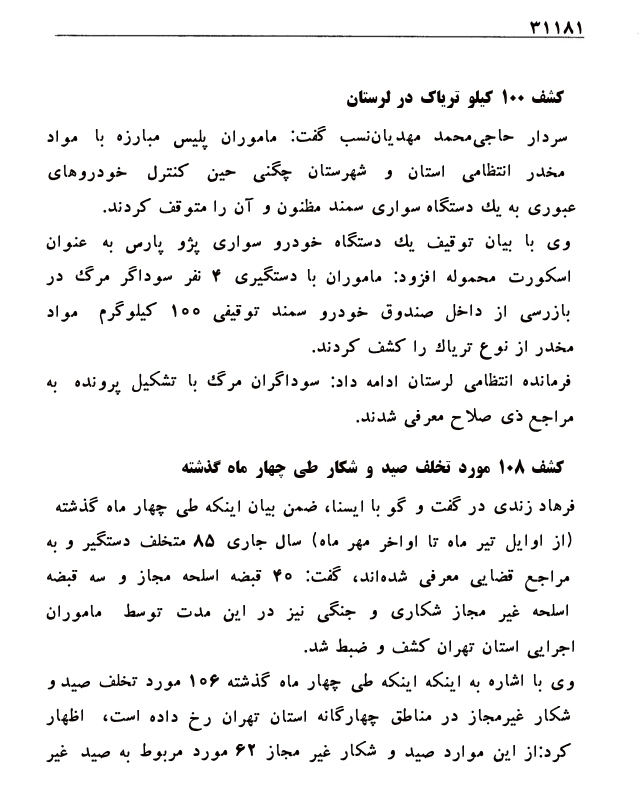 ۳۱۱۸۱
کشف ۱۰۰ کیلو تریاک در لرستان
سردار حاجی‌محمد مهدیان‌نسب گفت: ماموران پلیس مبارزه با مواد
مخدر انتظامی استان و شهرستان چگنی حین کنترل خودروهای
عبوری به یك دستگاه سواری سمند مظنون و آن را متوقف کردند.
وی با بیان توقیف یك دستگاه خودرو سواری پژو پارس به عنوان
اسکورت محموله افزود: ماموران با دستگیری ۴ نفر سوداگر مرگ در
بازرسی از داخل صندوق خودرو سمند توقیفی ۱۰۰ کیلوگرم مواد
مخدر از نوع تریاك را کشف کردند.
فرمانده انتظامی لرستان ادامه داد: سوداگران مرگ با تشکیل پرونده به
مراجع ذی صلاح معرفی شدند.
کشف ۱۰۸ مورد تخلف صید و شکار طی چهار ماه گذشته
فرهاد زندی در گفت و گو با ایسنا، ضمن بیان اینکه طی چهار ماه گذشته
(از اوایل تیر ماه تا اواخر مهر ماه) سال جاری ۸۵ متخلف دستگیر و به
مراجع قضایی معرفی شده‌اند، گفت: ۴۰ قبضه اسلحه مجاز و سه قبضه
اسلحه غیر مجاز شکاری و جنگی نیز در این مدت توسط ماموران
اجرایی استان تهران کشف و ضبط شد.
وی با اشاره به اینکه اینکه طی چهار ماه گذشته ۱۰۶ مورد تخلف صید و
شکار غیرمجاز در مناطق چهارگانه استان تهران رخ داده است، اظهار
کرد:از این موارد صید و شکار غیر مجاز ۶۲ مورد مربوط به صید غیر